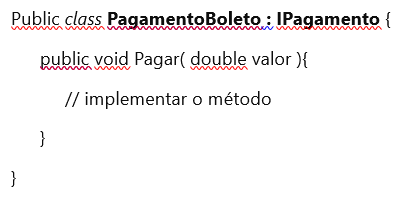 Public class PagamentoBoleto : IPagamento {
public void Pagar( double valor ){
// implementar o método
}
}